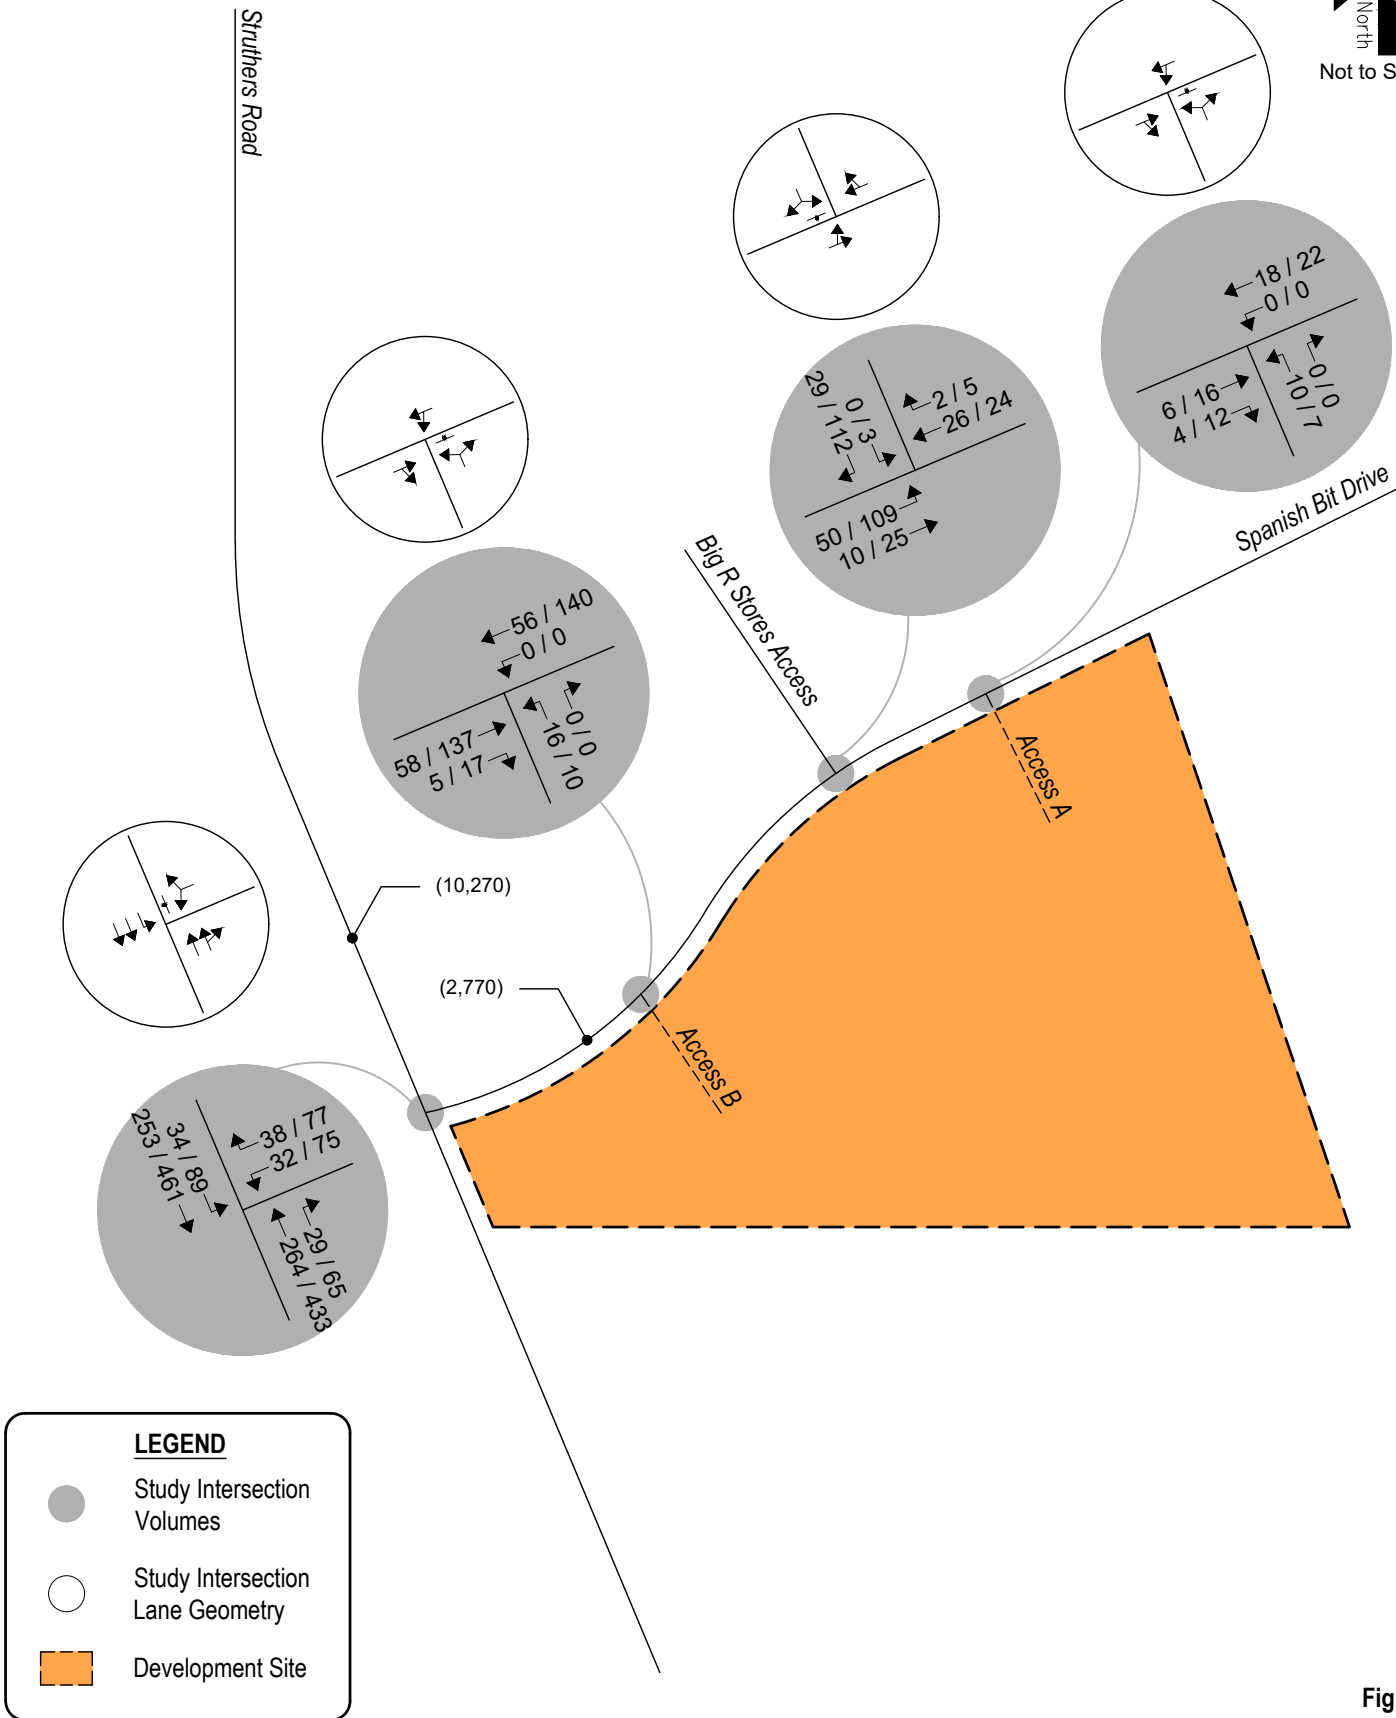 Struthers Road
North
Not to S
18 / 22
0 / 0
6 / 16
4 / 12
0 / 0
10 / 7
29 / 112
0 / 3
2 / 5
26 / 24
50 / 109
10 / 25
Spanish Bit Drive
Big R Stores Access
56 / 140
0 / 0
58 / 137
5 / 17
0 / 0
16 / 10
Access A
(10,270)
(2,770)
Access B
253 / 461
34 / 89
38 / 77
32 / 75
29 / 65
264 / 433
LEGEND
Study Intersection
Volumes
Study Intersection
Lane Geometry
Development Site
Fig